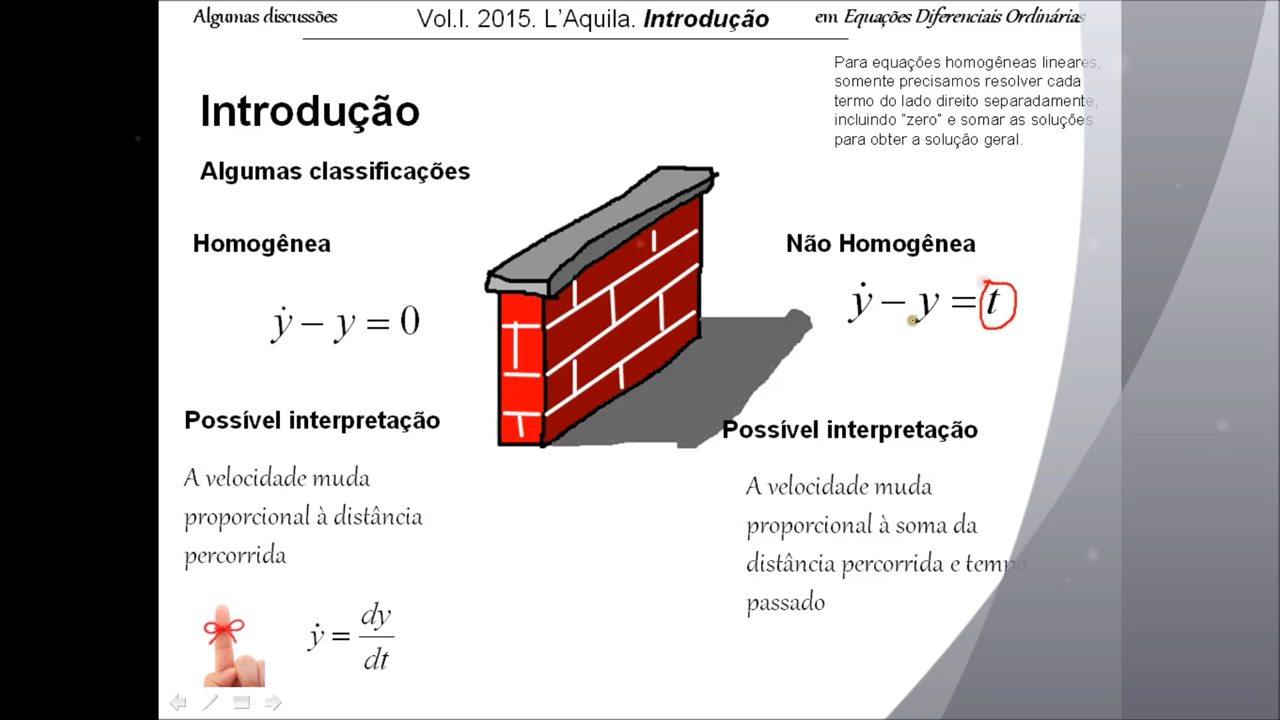 Algumas discussões
Vol.I. 2015. L’Aquila. Introdução
em Equações Diferenciais Ordinárias
Para equações homogêneas lineares,
somente precisamos resolver cada
termo do lado direito separadamente,
incluindo “zero” e somar as soluções
para obter a solução geral.
Introdução
Algumas classificações
Homogênea
ẏ − y = 0
Não Homogênea
ẏ − y = t
Possível interpretação
A velocidade muda
proporcional à distância
percorrida
ẏ = dy/dt
Possível interpretação
A velocidade muda
proporcional à soma da
distância percorrida e tempo
passado